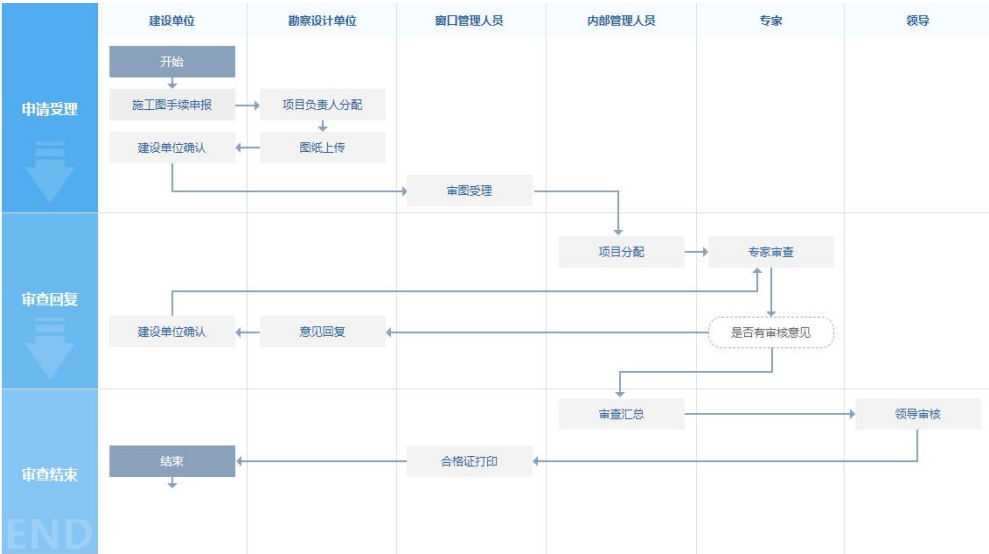 建设单位
勘察设计单位
窗口管理人员
内部管理人员
专家
领导
申请受理
开始
施工图手续申报
项目负责人分配
建设单位确认
图纸上传
审图受理
审查回复
项目分配
专家审查
建设单位确认
意见回复
是否有审核意见
审查结束
审查汇总
领导审核
结束
合格证打印
END